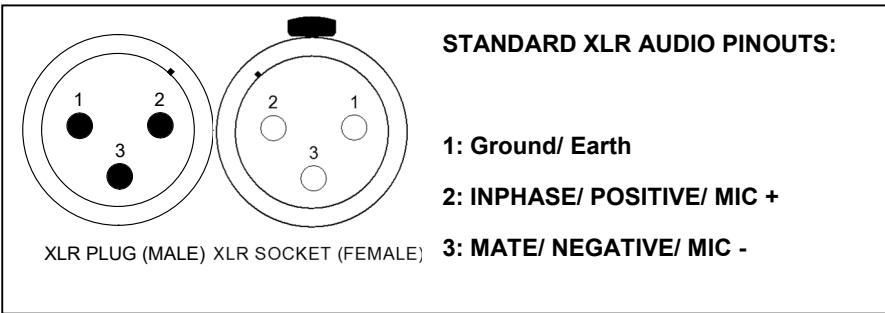 STANDARD XLR AUDIO PINOUTS:
1 2
3
2 1
3
1: Ground/ Earth
2: INPHASE/ POSITIVE/ MIC +
3: MATE/ NEGATIVE/ MIC -
XLR PLUG (MALE) XLR SOCKET (FEMALE)